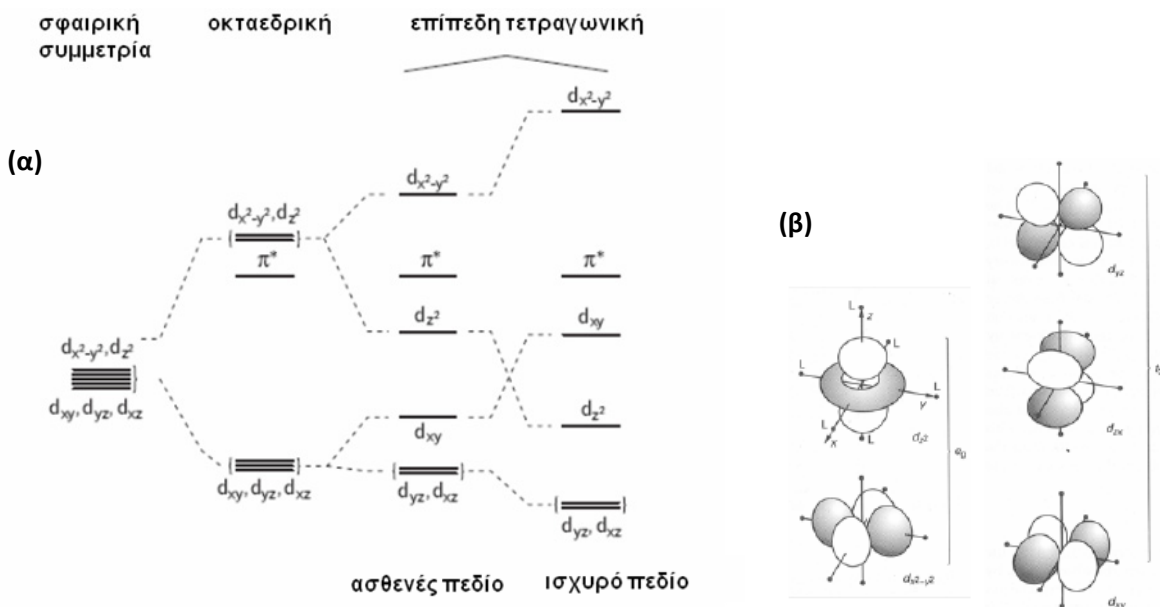 σφαιρική
συμμετρία
οκταεδρική
επίπεδη τετραγωνική
(α)
dx²-y²
dx²-y²
dx²-y², dz²
π*
π*
π*
dz²
dxy
dx²-y², dz²
dxy, dyz, dxz
dxy
dz²
dxy, dyz, dxz
dyz, dxz
dyz, dxz
ασθενές πεδίο
ισχυρό πεδίο
(β)
L
z
L
L
L
y
L
x
L
dz²
dx²-y²
dyz
dzx
dxy